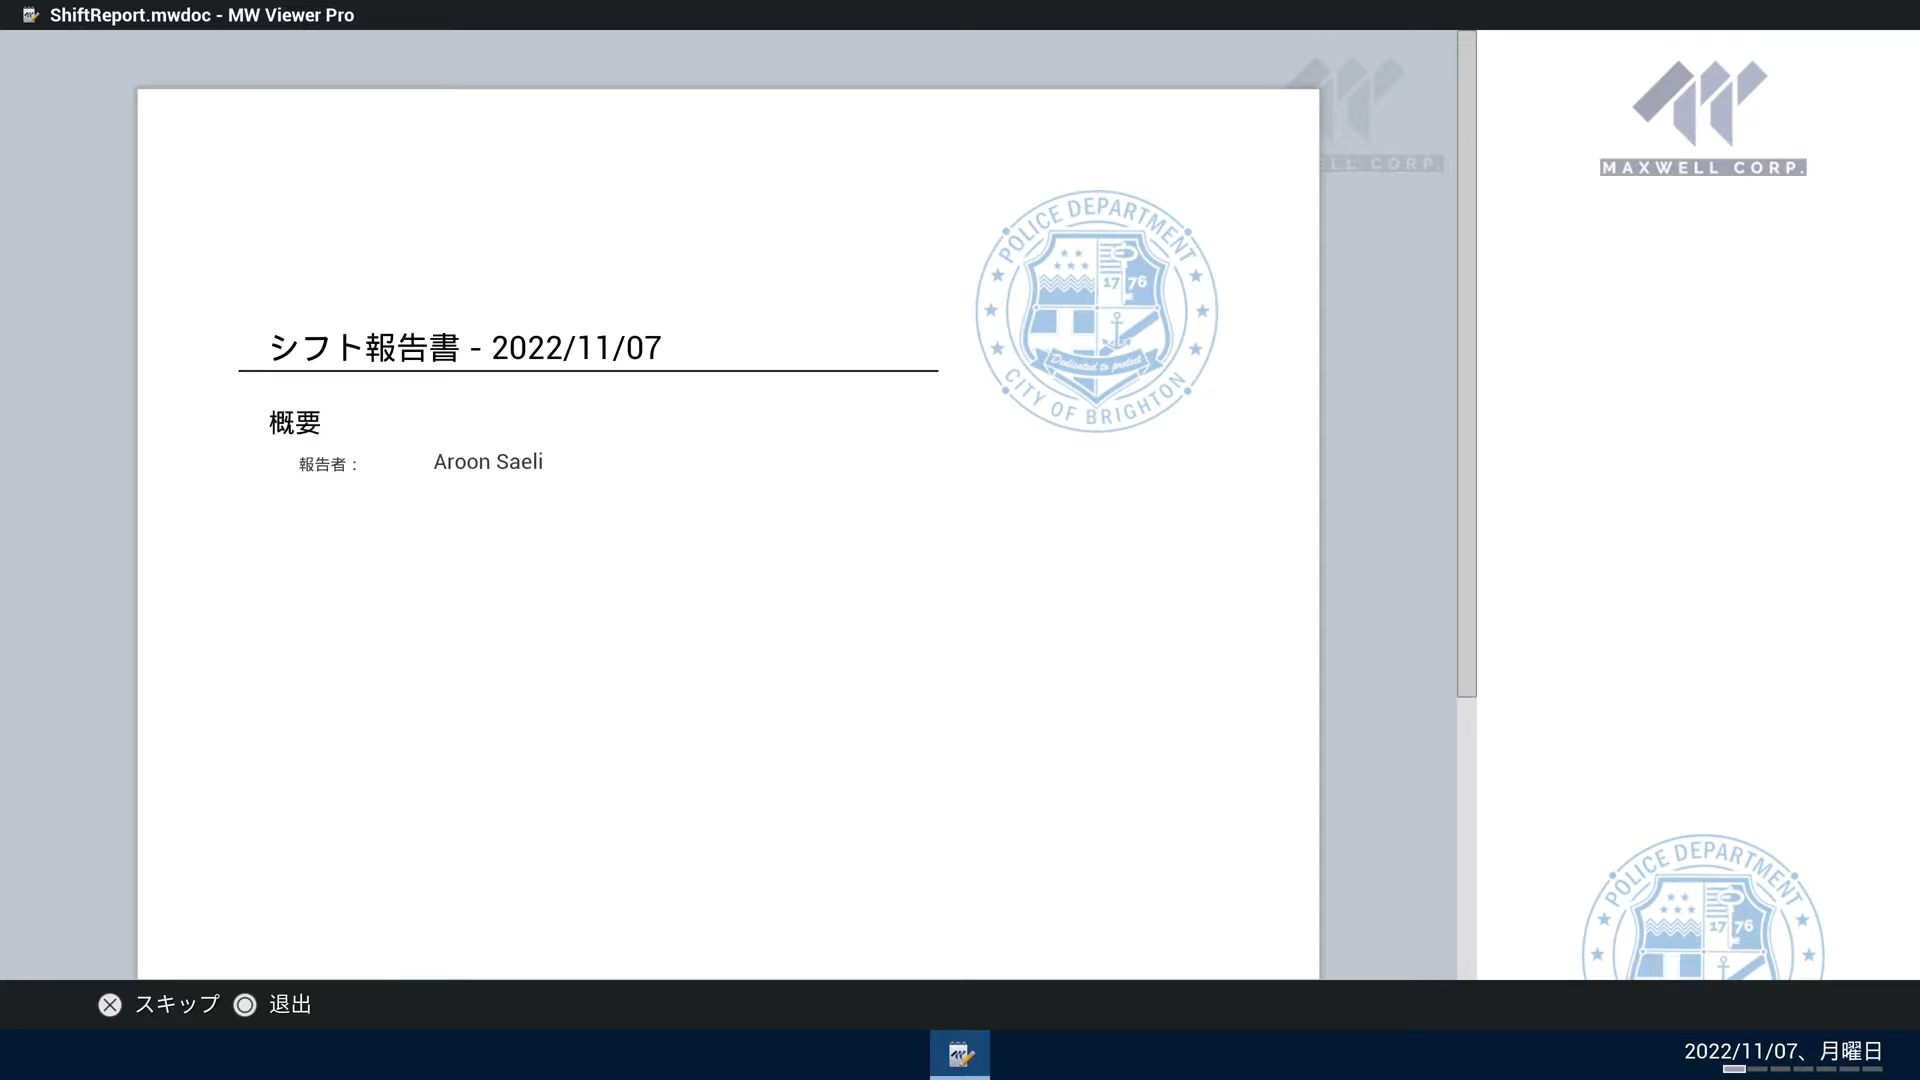 ShiftReport.mwdoc - MW Viewer Pro
MAXWELL CORP.
LL CORP.
POLICE DEPARTMENT
17 76
Dedicated to protect
CITY OF BRIGHTON
シフト報告書 - 2022/11/07
概要
報告者： Aroon Saeli
POLICE DEPARTMENT
17 76
スキップ 退出
2022/11/07、月曜日